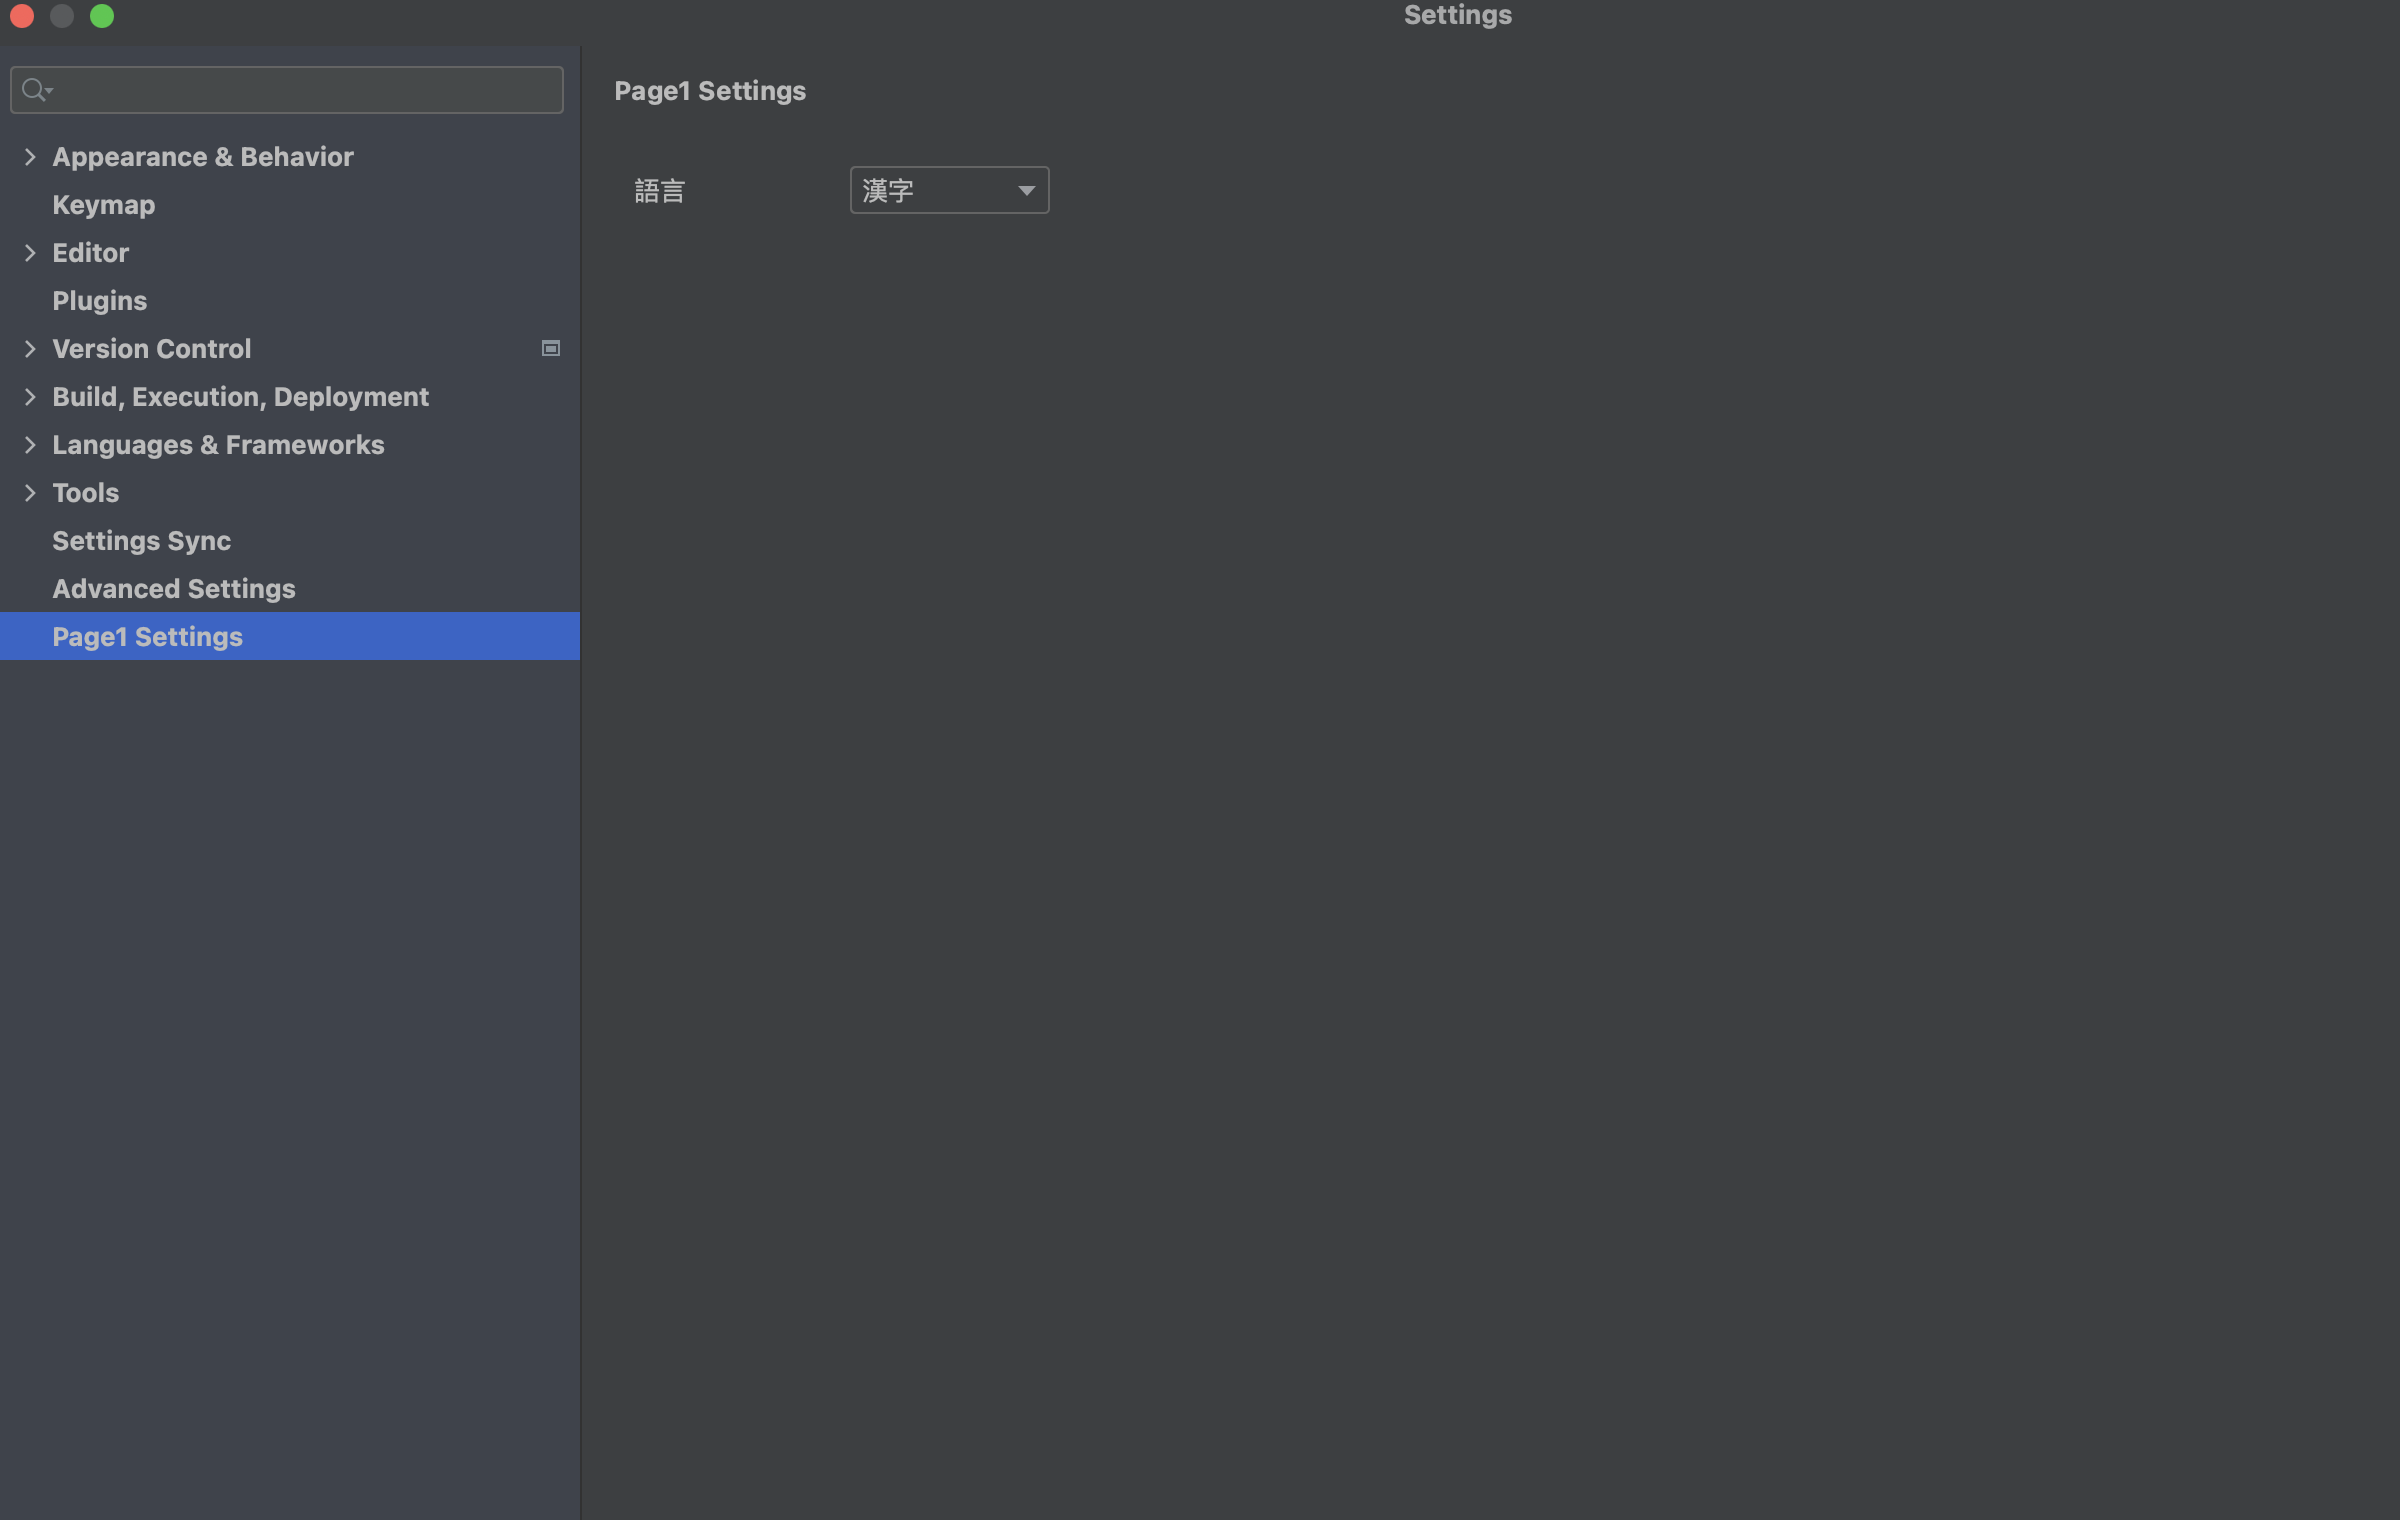 Settings
Appearance & Behavior
Keymap
Editor
Plugins
Version Control
Build, Execution, Deployment
Languages & Frameworks
Tools
Settings Sync
Advanced Settings
Page1 Settings
Page1 Settings
語言
漢字